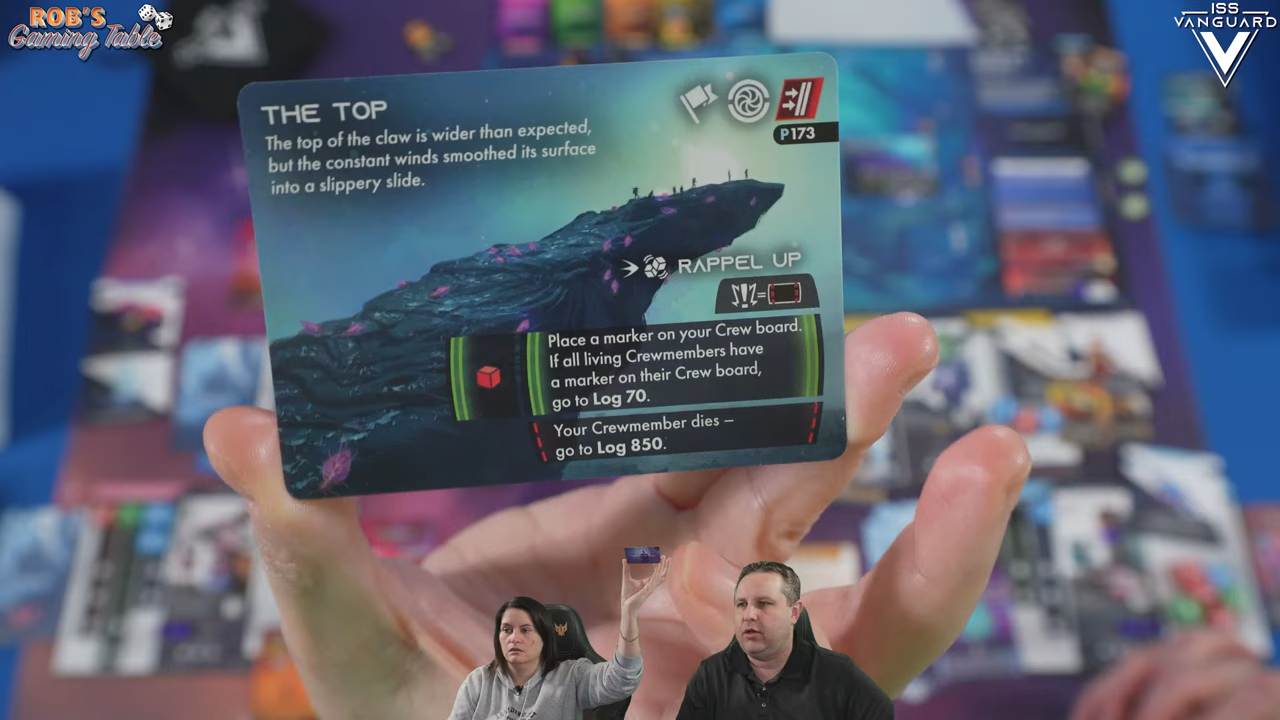 ROB'S
Gaming Table
ISS
VANGUARD
THE TOP
P173
The top of the claw is wider than expected,
but the constant winds smoothed its surface
into a slippery slide.
RAPPEL UP
Place a marker on your Crew board.
If all living Crewmembers have
a marker on their Crew board,
go to Log 70.
Your Crewmember dies –
go to Log 850.